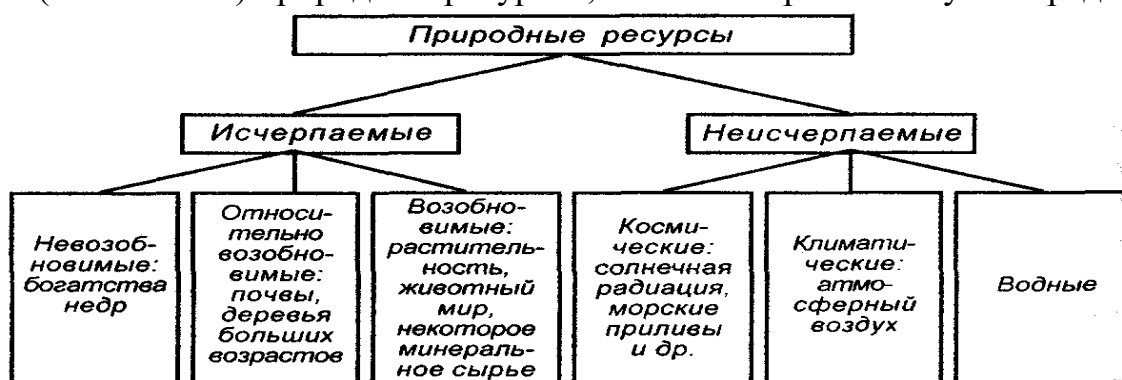 Природные ресурсы
Исчерпаемые
Неисчерпаемые
Невозоб-
новимые:
богатства
недр
Относи-
тельно
возобно-
вимые:
почвы,
деревья
больших
возрастов
Возобно-
вимые:
раститель-
ность,
животный
мир,
некоторое
минераль-
ное сырье
Косми-
ческие:
солнечная
радиация,
морские
приливы
и др.
Климати-
ческие:
атмо-
сферный
воздух
Водные